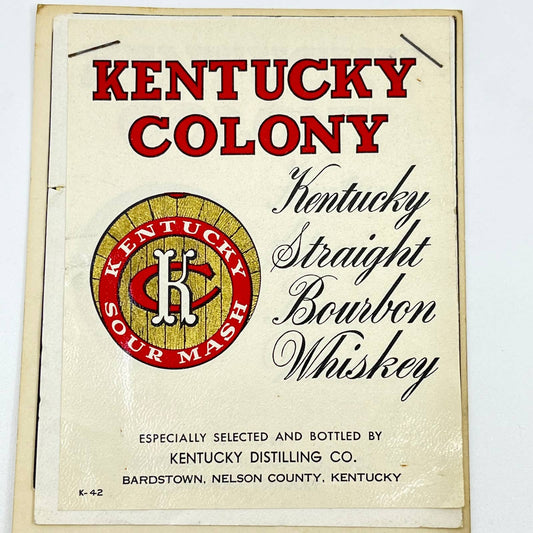 KENTUCKY
COLONY
KENTUCKY
SOUR MASH
KC
Kentucky
Straight
Bourbon
Whiskey
ESPECIALLY SELECTED AND BOTTLED BY
KENTUCKY DISTILLING CO.
BARDSTOWN, NELSON COUNTY, KENTUCKY
K-42